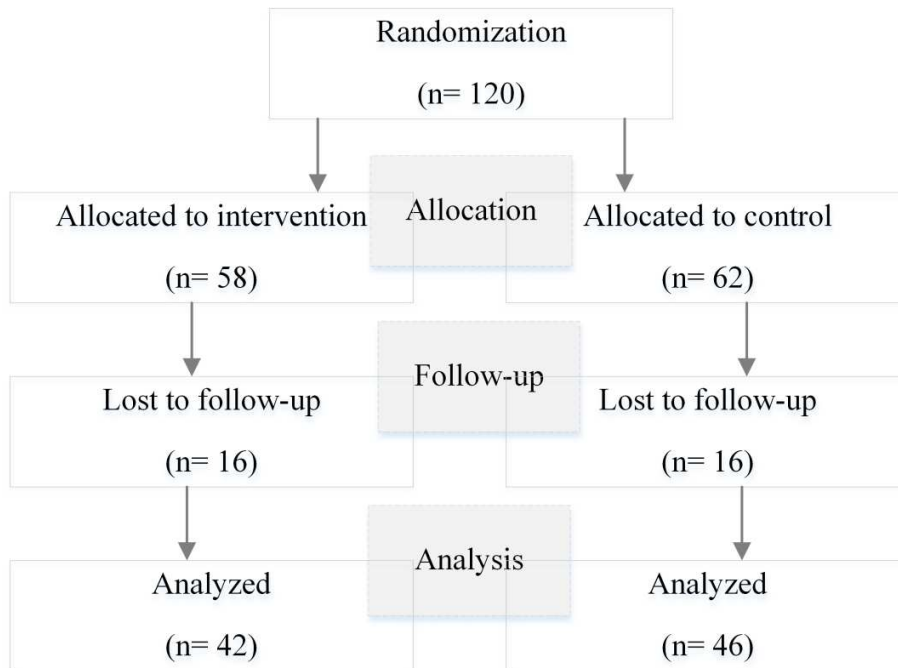 Randomization
(n= 120)
Allocation
Allocated to intervention
(n= 58)
Allocated to control
(n= 62)
Follow-up
Lost to follow-up
(n= 16)
Lost to follow-up
(n= 16)
Analysis
Analyzed
(n= 42)
Analyzed
(n= 46)